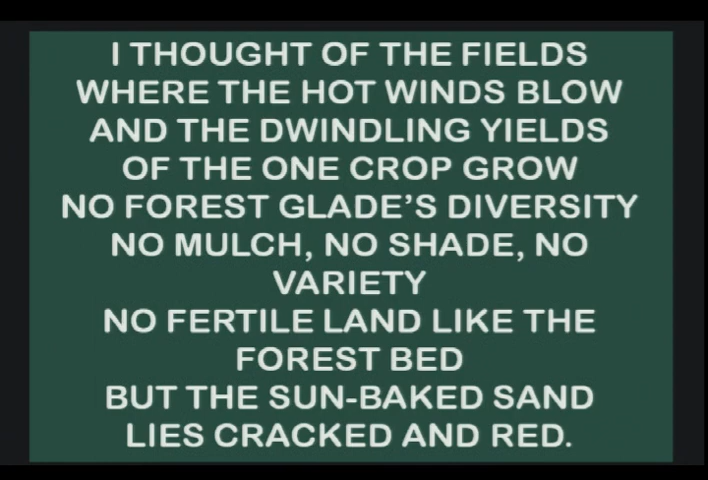 I THOUGHT OF THE FIELDS
WHERE THE HOT WINDS BLOW
AND THE DWINDLING YIELDS
OF THE ONE CROP GROW
NO FOREST GLADE’S DIVERSITY
NO MULCH, NO SHADE, NO
VARIETY
NO FERTILE LAND LIKE THE
FOREST BED
BUT THE SUN-BAKED SAND
LIES CRACKED AND RED.